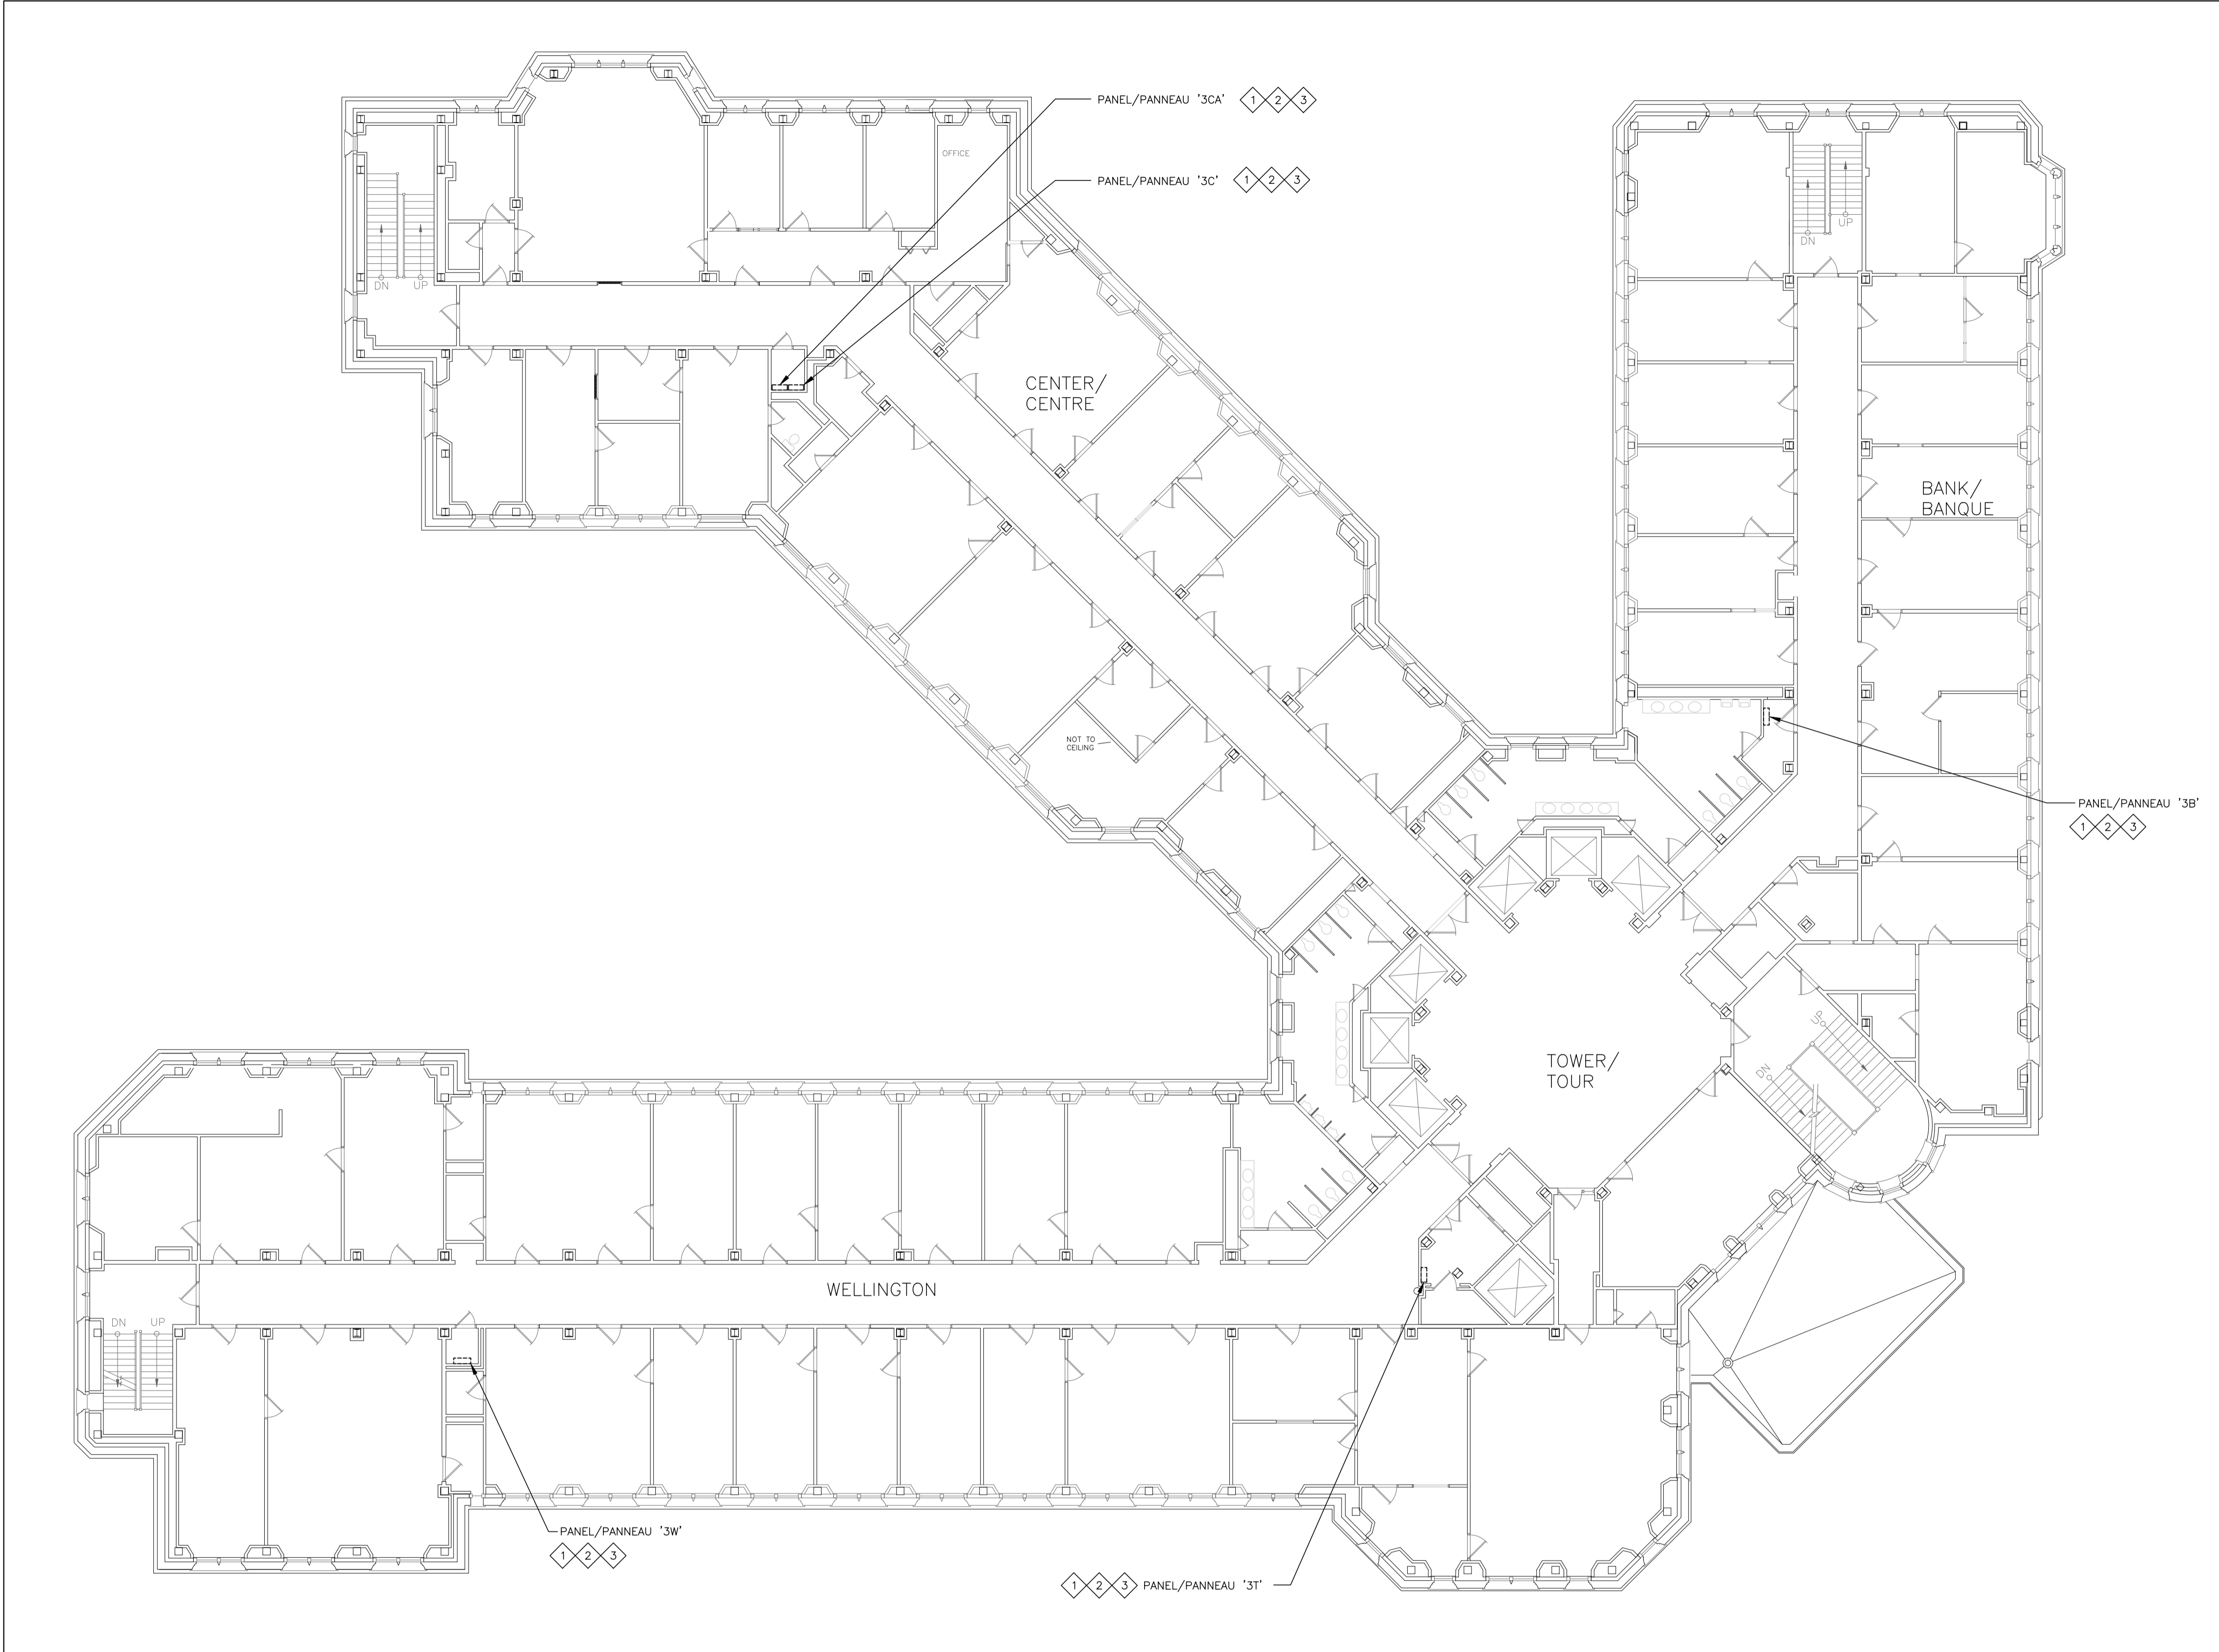 PANEL/PANNEAU '3CA' 1 2 3
OFFICE
PANEL/PANNEAU '3C' 1 2 3
DN UP
DN UP
CENTER/
CENTRE
BANK/
BANQUE
NOT TO
CEILING
PANEL/PANNEAU '3B'
1 2 3
UP
DN
TOWER/
TOUR
WELLINGTON
DN UP
PANEL/PANNEAU '3W'
1 2 3
1 2 3 PANEL/PANNEAU '3T'